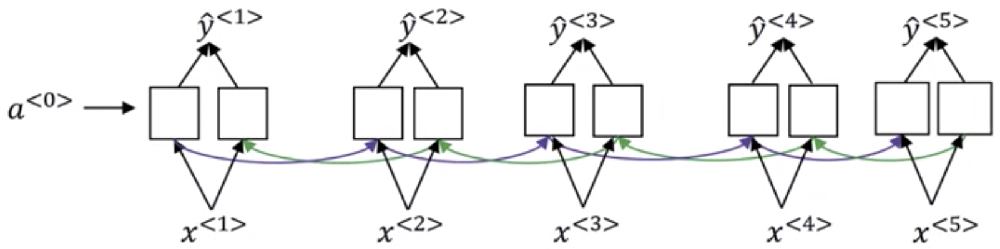 ŷ<1> ŷ<2> ŷ<3> ŷ<4> ŷ<5>
a<0>
x<1> x<2> x<3> x<4> x<5>